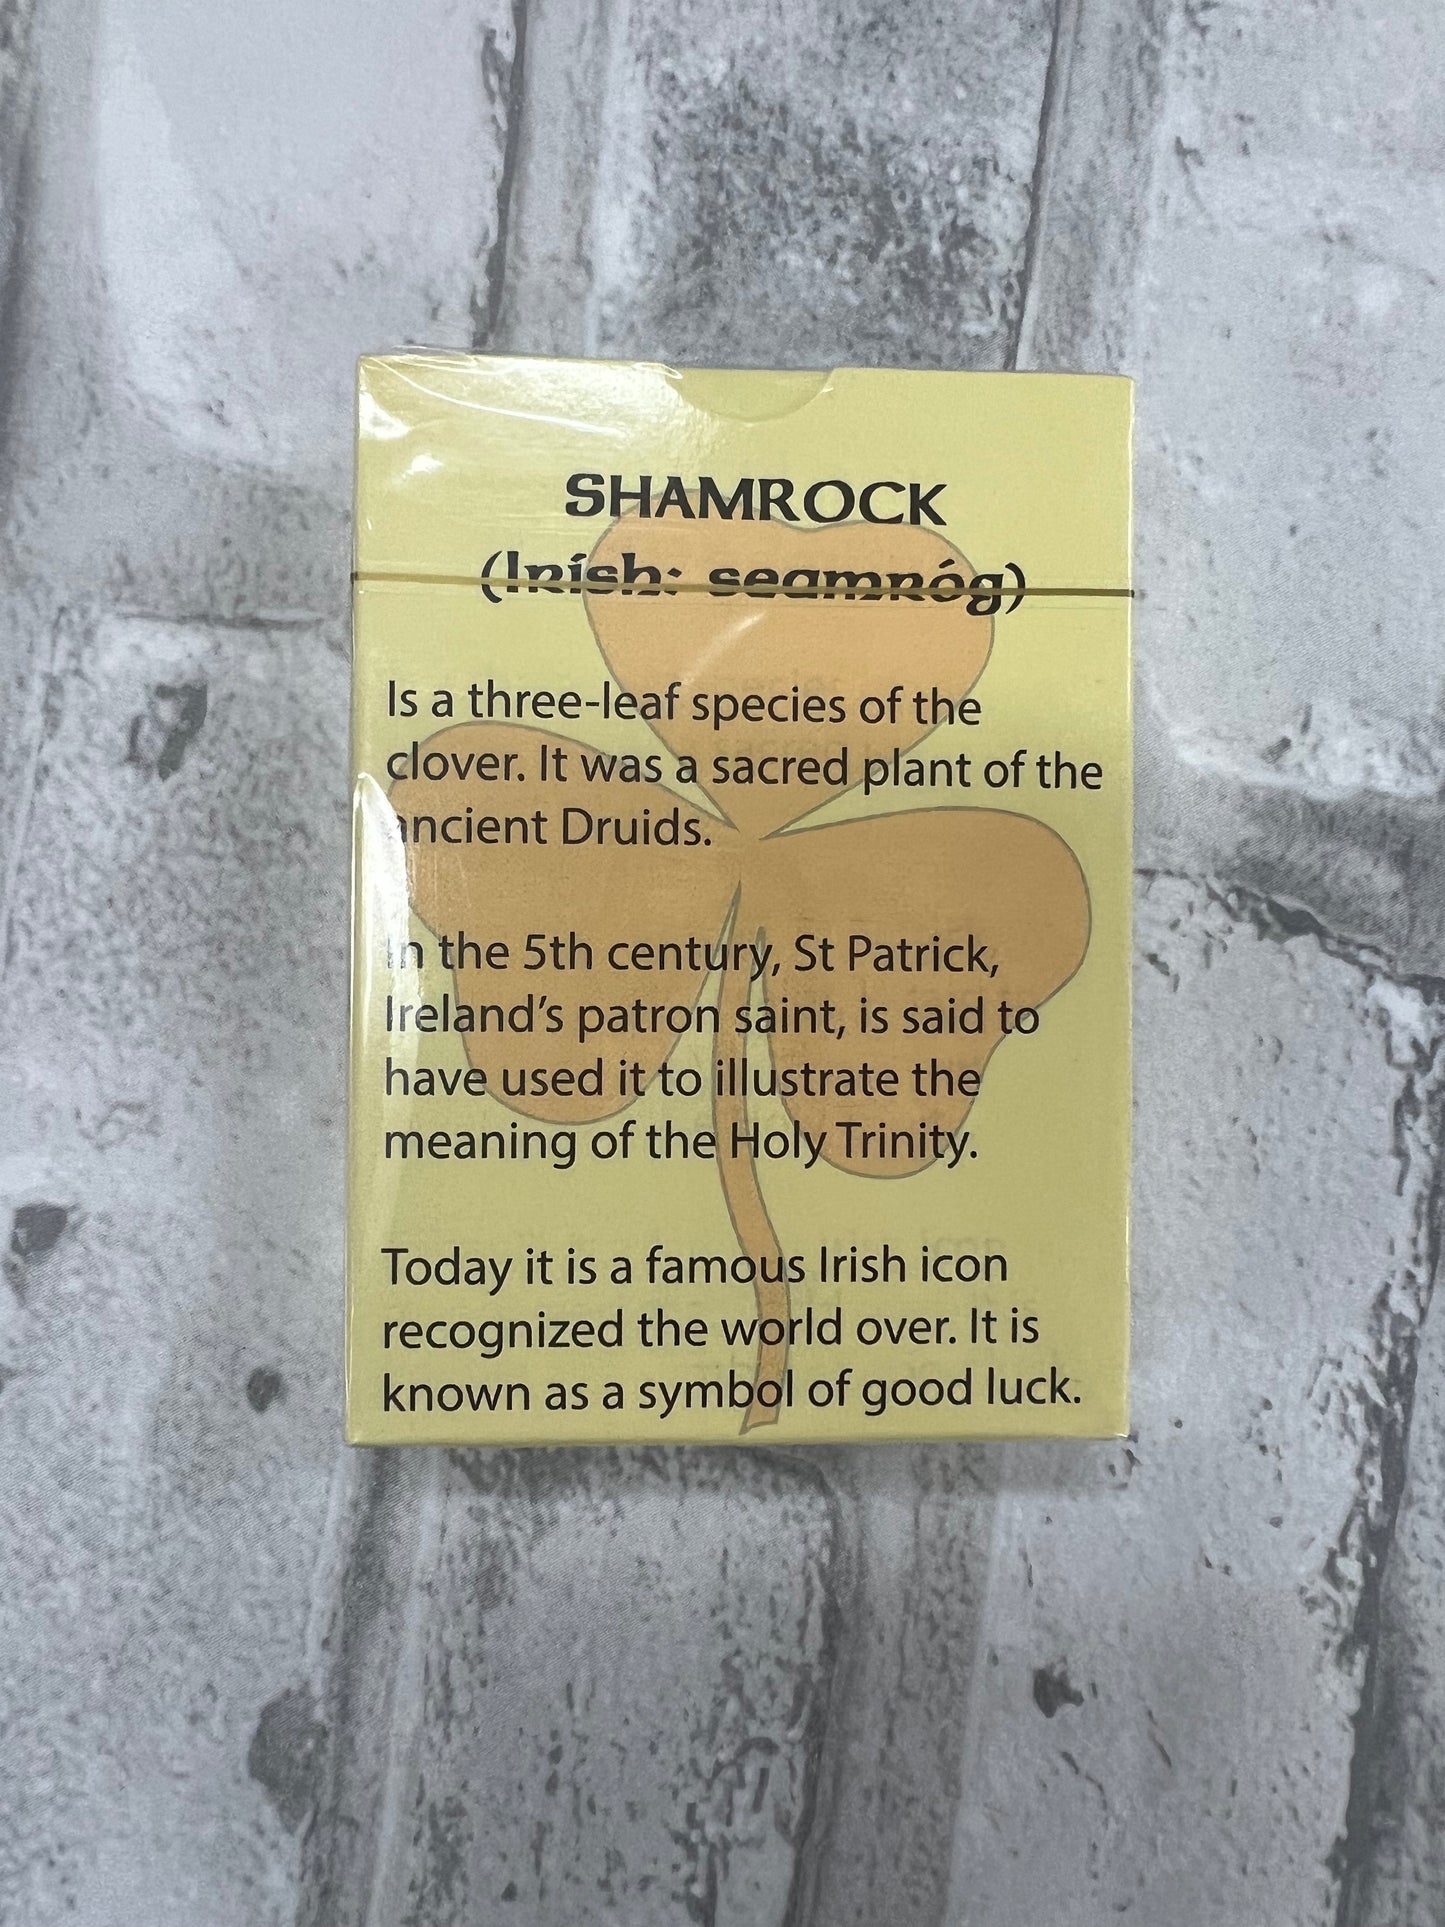 SHAMROCK
(Irish: seamróg)
Is a three-leaf species of the
clover. It was a sacred plant of the
ancient Druids.
In the 5th century, St Patrick,
Ireland's patron saint, is said to
have used it to illustrate the
meaning of the Holy Trinity.
Today it is a famous Irish icon
recognized the world over. It is
known as a symbol of good luck.